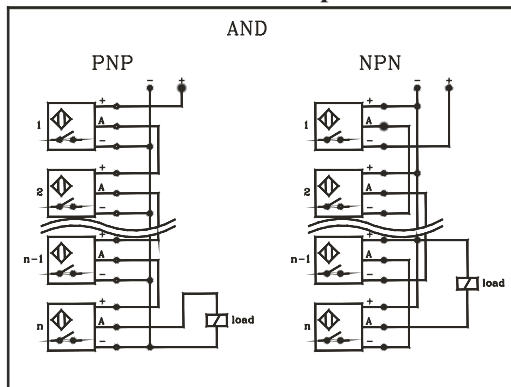 AND
PNP
- +
+
1 A
-
+
2 A
-
+
n-1 A
-
+
n A load
-
NPN
- +
+
1 A
-
+
2 A
-
+
n-1 A
- load
+
n A
-